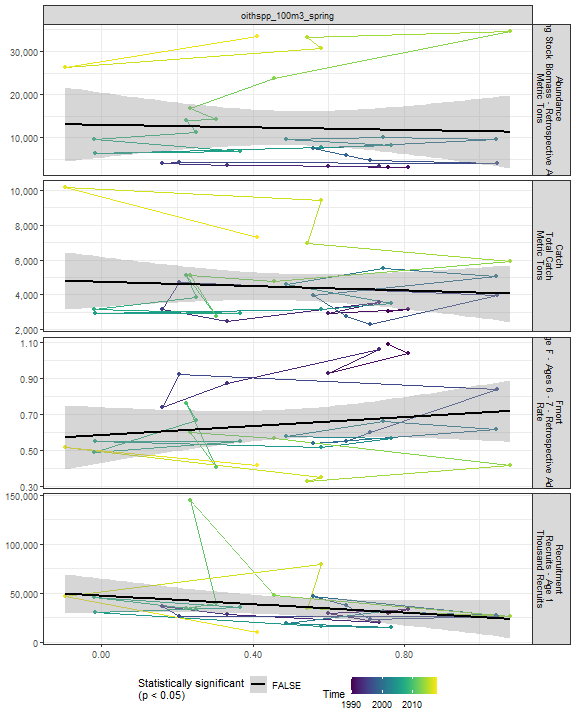 oithspp_100m3_spring
30,000
20,000
10,000
Abundance
ng Stock Biomass - Retrospective A
Metric Tons
10,000
8,000
6,000
4,000
2,000
Catch
Total Catch
Metric Tons
1.10
0.90
0.70
0.50
0.30
Fmort
ge F - Ages 6 - 7 - Retrospective Ad
Rate
150,000
100,000
50,000
0
Recruitment
Recruits - Age 1
Thousand Recruits
0.00 0.40 0.80
Statistically significant
(p < 0.05)
FALSE
Time
1990 2000 2010